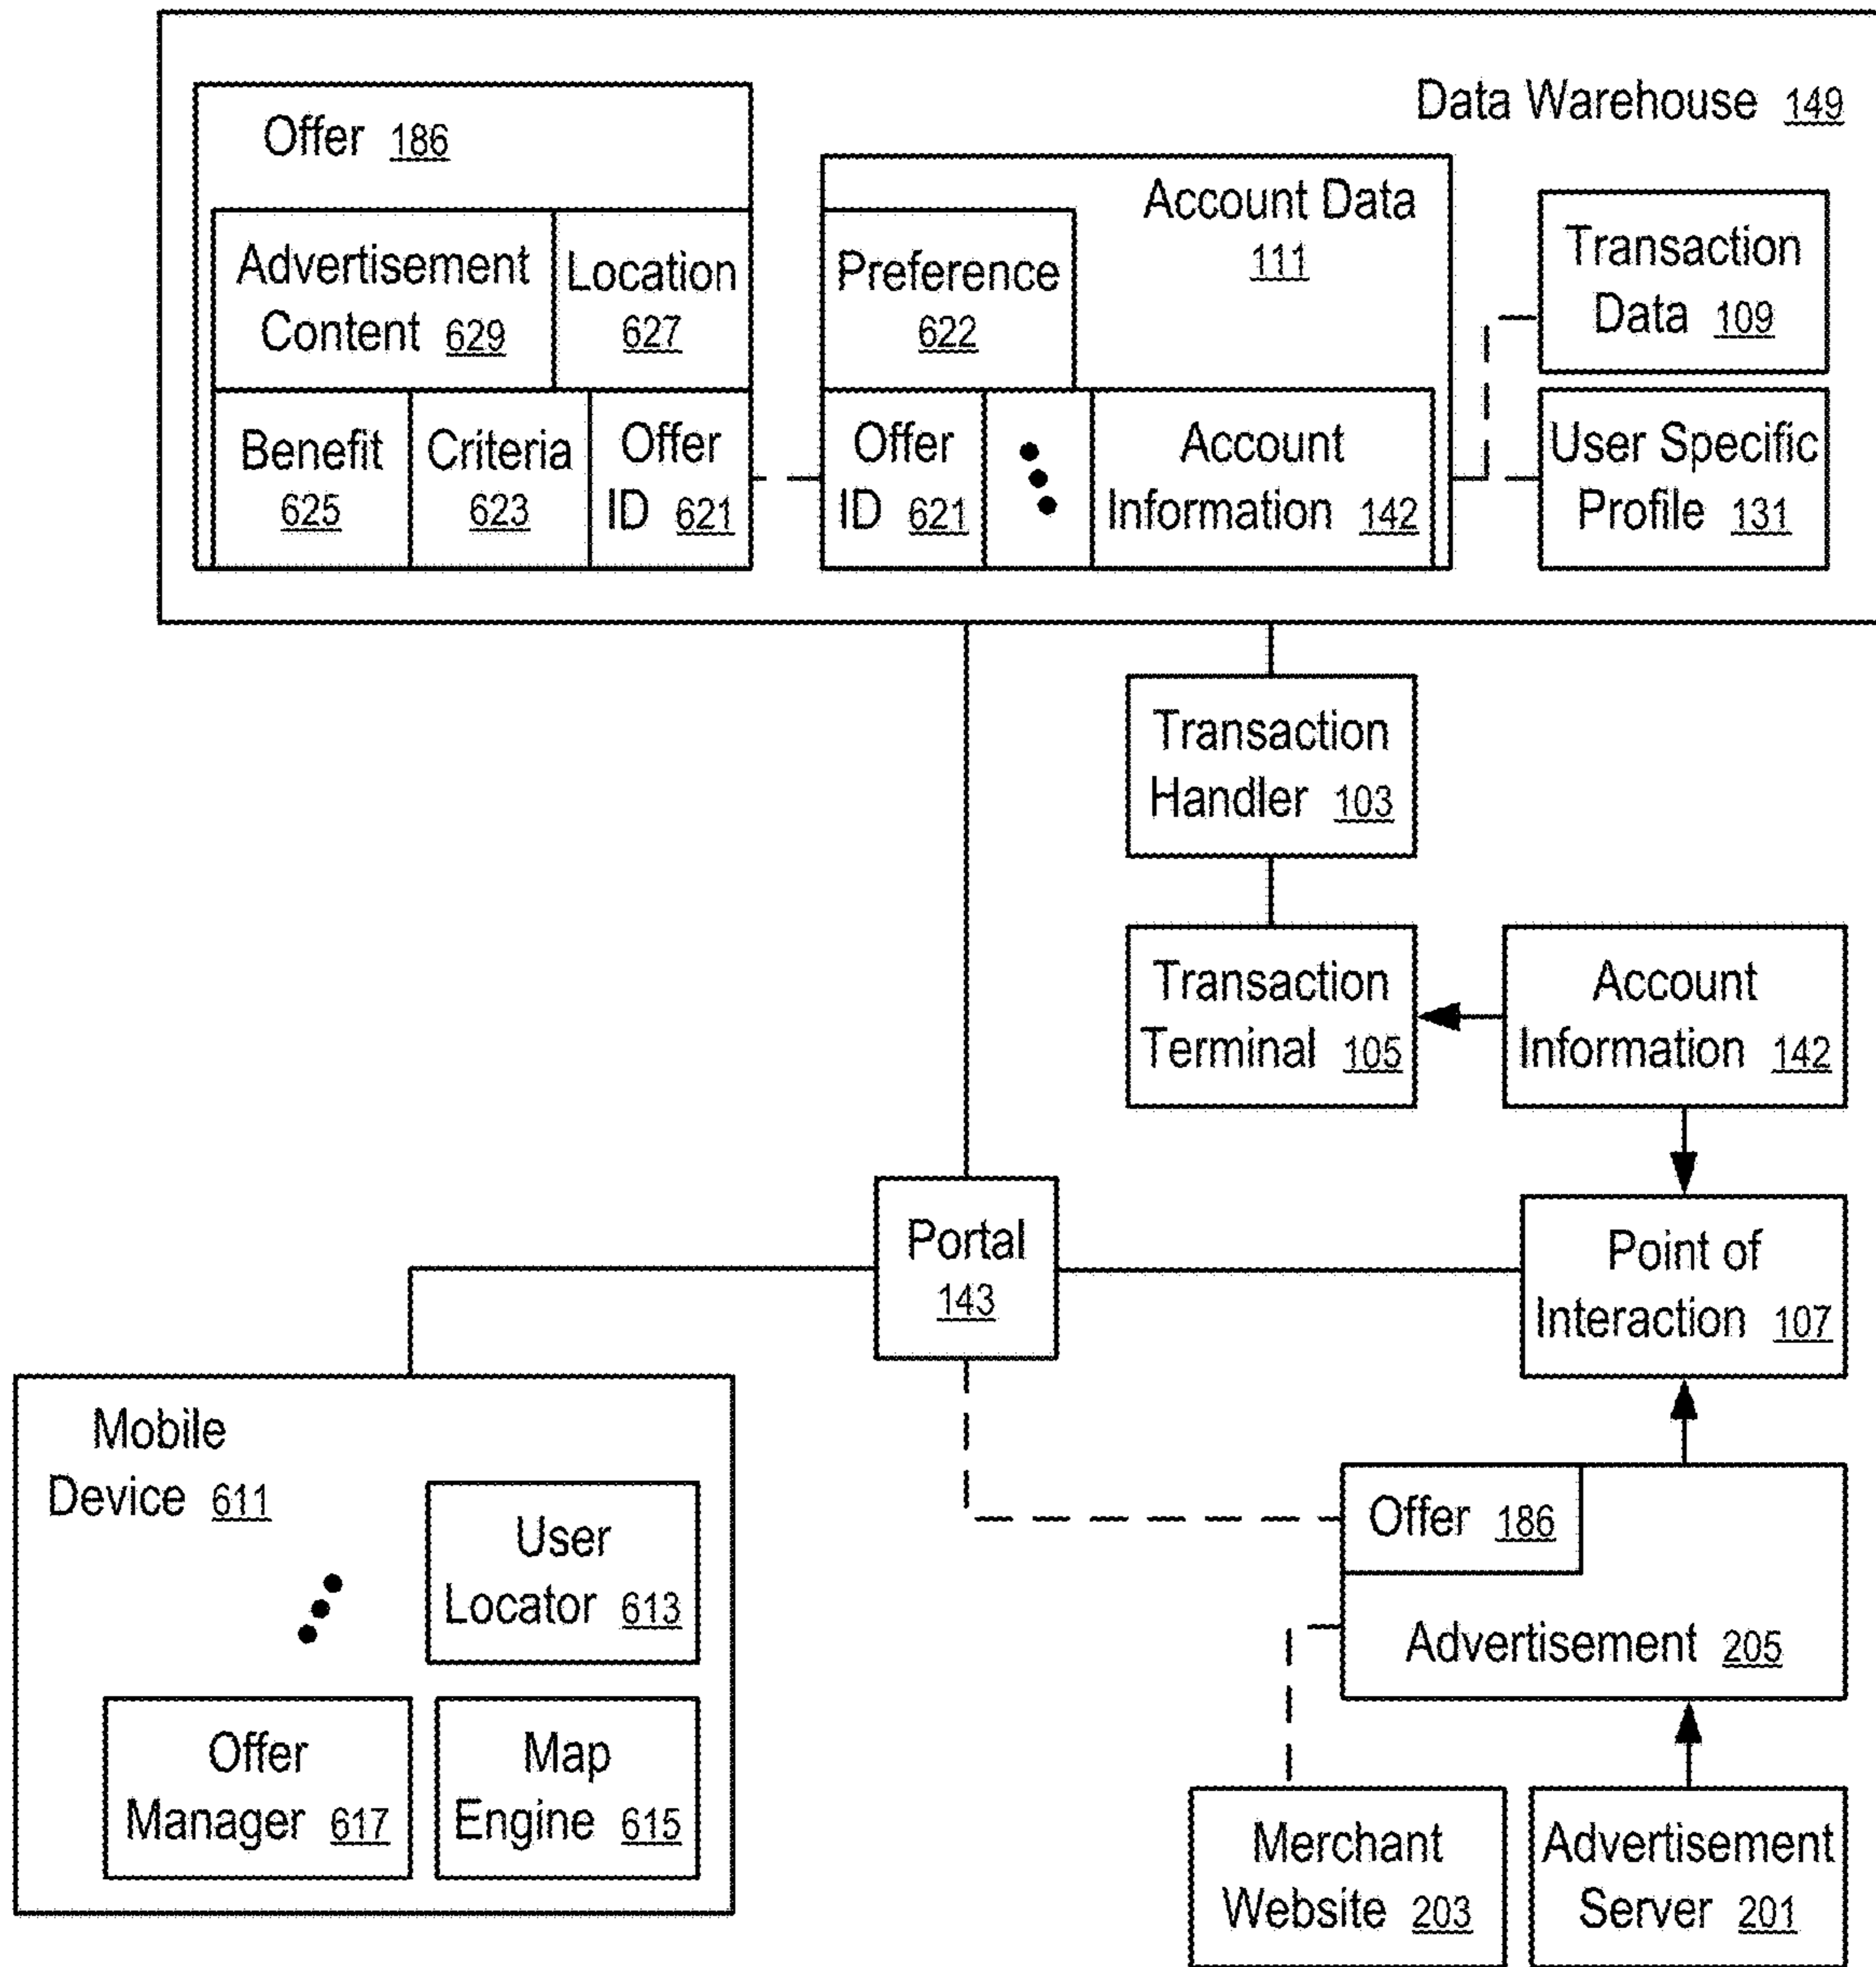 Data Warehouse 149
Offer 186
Advertisement
Content 629
Location
627
Benefit
625
Criteria
623
Offer
ID 621
Account Data
111
Preference
622
Offer
ID 621
Account
Information 142
Transaction
Data 109
User Specific
Profile 131
Transaction
Handler 103
Transaction
Terminal 105
Account
Information 142
Portal
143
Point of
Interaction 107
Mobile
Device 611
User
Locator 613
Offer
Manager 617
Map
Engine 615
Offer 186
Advertisement 205
Merchant
Website 203
Advertisement
Server 201